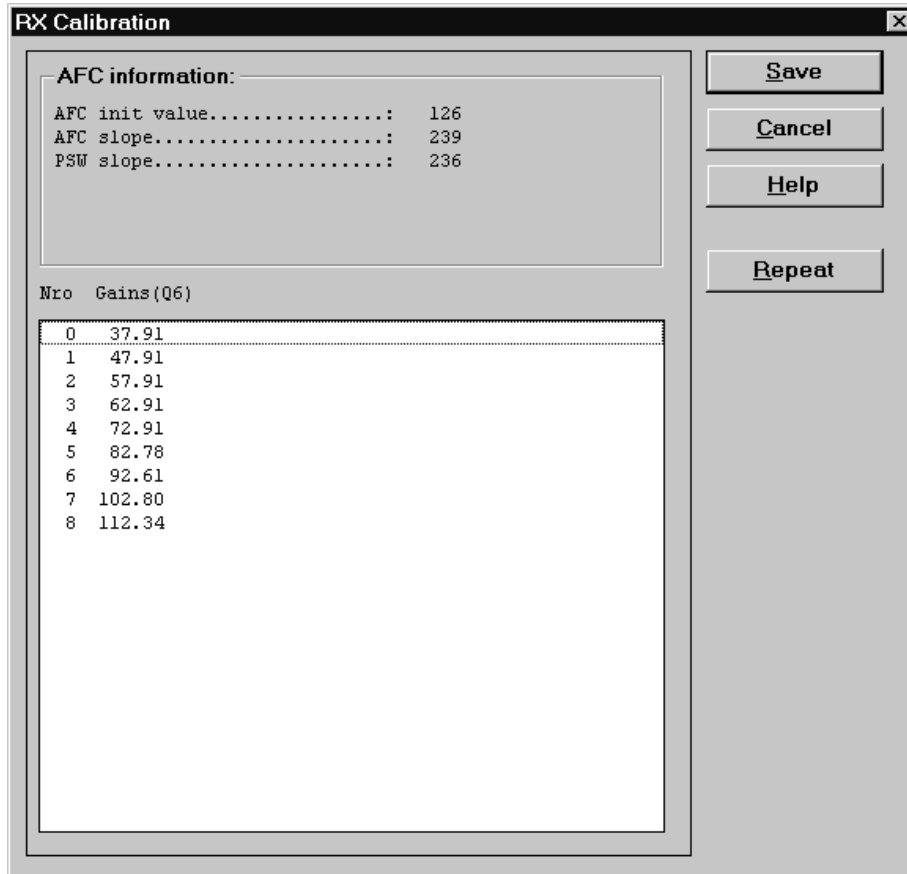 RX Calibration
AFC information:
AFC init value................: 126
AFC slope.....................: 239
PSW slope.....................: 236
Nro Gains(Q6)
0 37.91
1 47.91
2 57.91
3 62.91
4 72.91
5 82.78
6 92.61
7 102.80
8 112.34
Save
Cancel
Help
Repeat